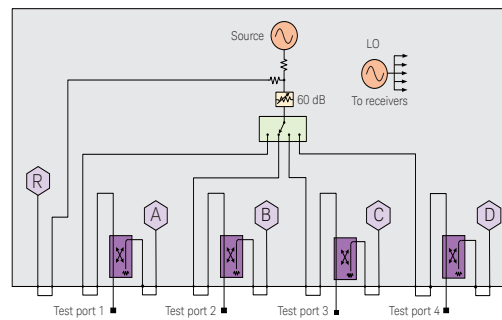 Source
LO
60 dB
To receivers
R
A
B
C
D
Test port 1
Test port 2
Test port 3
Test port 4